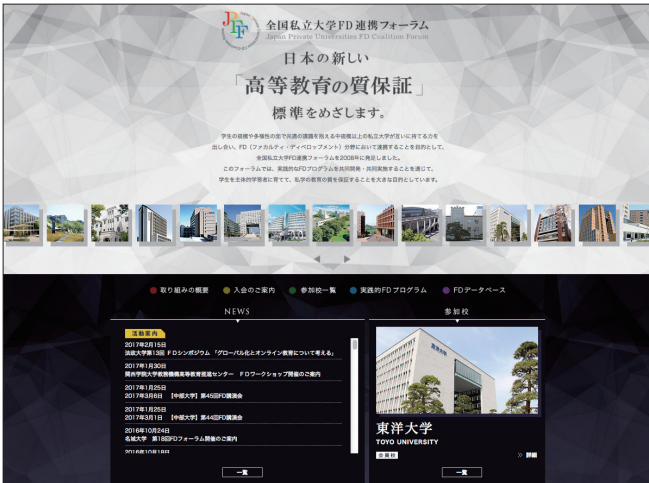 JPFF
全国私立大学FD連携フォーラム
Japan Private Universities FD Coalition Forum
日本の新しい
「高等教育の質保証」
標準をめざします。
学生の規模や多様性の面で共通の課題を抱える中規模以上の私立大学が互いに持てる力を
出し合い、FD（ファカルティ・ディベロップメント）分野において連携することを目的として、
全国私立大学FD連携フォーラムを2008年に発足しました。
このフォーラムでは、実践的なFDプログラムを共同開発・共同実施することを通じて、
学生を主体的学習者に育てて、私学の教育の質を保証することを大きな目的としています。
取り組みの概要 入会のご案内 参加校一覧 実践的FDプログラム FDデータベース
NEWS
活動案内
2017年2月15日
法政大学第13回 FDシンポジウム 「グローバル化とオンライン教育について考える」
2017年1月30日
関西学院大学教務機構高等教育推進センター FDワークショップ開催のご案内
2017年1月25日
2017年3月6日 【中部大学】第45回FD講演会
2017年1月25日
2017年3月1日 【中部大学】第44回FD講演会
2016年10月24日
名城大学 第18回FDフォーラム開催のご案内
2016年10月18日
一覧
参加校
東洋大学
東洋大学
TOYO UNIVERSITY
会員校
≫ 詳細
一覧